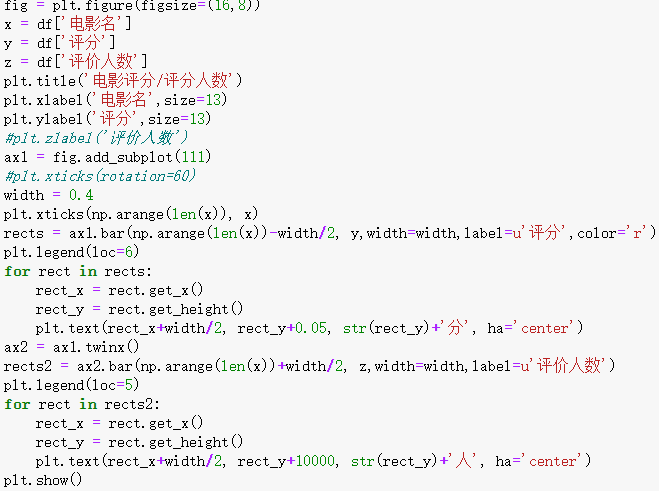 fig = plt.figure(figsize=(16,8))
x = df['电影名']
y = df['评分']
z = df['评价人数']
plt.title('电影评分/评分人数')
plt.xlabel('电影名',size=13)
plt.ylabel('评分',size=13)
#plt.zlabel('评价人数')
ax1 = fig.add_subplot(111)
#plt.xticks(rotation=60)
width = 0.4
plt.xticks(np.arange(len(x)), x)
rects = ax1.bar(np.arange(len(x))-width/2, y,width=width,label=u'评分',color='r')
plt.legend(loc=6)
for rect in rects:
    rect_x = rect.get_x()
    rect_y = rect.get_height()
    plt.text(rect_x+width/2, rect_y+0.05, str(rect_y)+'分', ha='center')
ax2 = ax1.twinx()
rects2 = ax2.bar(np.arange(len(x))+width/2, z,width=width,label=u'评价人数')
plt.legend(loc=5)
for rect in rects2:
    rect_x = rect.get_x()
    rect_y = rect.get_height()
    plt.text(rect_x+width/2, rect_y+10000, str(rect_y)+'人', ha='center')
plt.show()